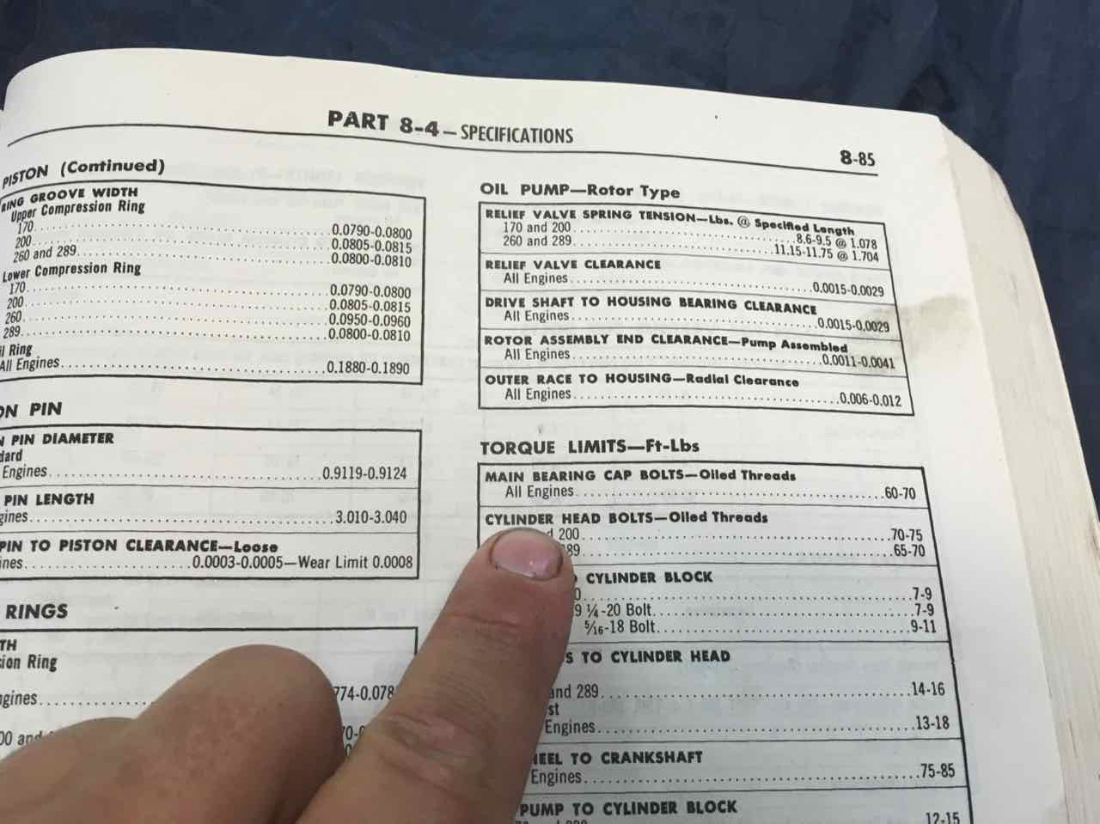 PART 8-4—SPECIFICATIONS
8-85
PISTON (Continued)
RING GROOVE WIDTH
Upper Compression Ring
170 0.0790-0.0800
200 0.0805-0.0815
260 and 289 0.0800-0.0810
Lower Compression Ring
170 0.0790-0.0800
200 0.0805-0.0815
260 0.0950-0.0960
289 0.0800-0.0810
Ring
All Engines 0.1880-0.1890
PIN
PIN DIAMETER
Engines 0.9119-0.9124
PIN LENGTH
3.010-3.040
PIN TO PISTON CLEARANCE—Loose
0.0003-0.0005—Wear Limit 0.0008
RINGS
Ring
OIL PUMP—Rotor Type
RELIEF VALVE SPRING TENSION—Lbs. @ Specified Length
170 and 200 8.6-9.5 @ 1.078
260 and 289 11.15-11.75 @ 1.704
RELIEF VALVE CLEARANCE
All Engines 0.0015-0.0029
DRIVE SHAFT TO HOUSING BEARING CLEARANCE
All Engines 0.0015-0.0029
ROTOR ASSEMBLY END CLEARANCE—Pump Assembled
All Engines 0.0011-0.0041
OUTER RACE TO HOUSING—Radial Clearance
All Engines 0.006-0.012
TORQUE LIMITS—Ft-Lbs
MAIN BEARING CAP BOLTS—Oiled Threads
All Engines 60-70
CYLINDER HEAD BOLTS—Oiled Threads
200 70-75
89 65-70
CYLINDER BLOCK
0 7-9
9 ¼-20 Bolt 7-9
5/16-18 Bolt 9-11
S TO CYLINDER HEAD
and 289 14-16
st
Engines 13-18
HEEL TO CRANKSHAFT
Engines 75-85
PUMP TO CYLINDER BLOCK
12-15